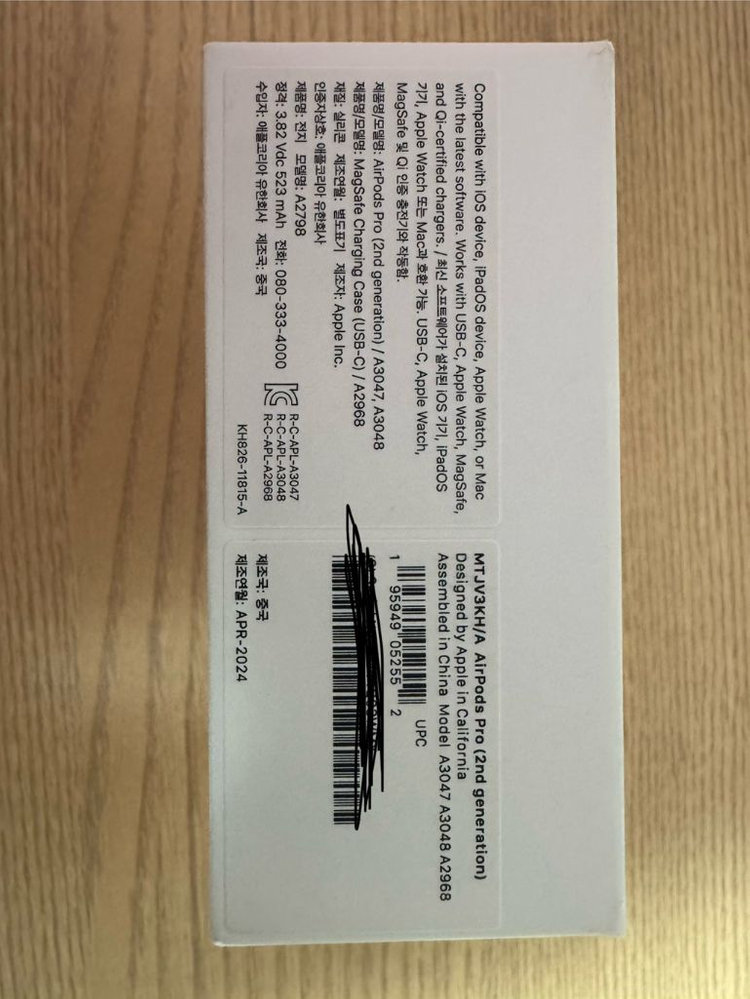 Compatible with iOS device, iPadOS device, Apple Watch, or Mac
with the latest software. Works with USB-C, Apple Watch, MagSafe,
and Qi-certified chargers. / 최신 소프트웨어가 설치된 iOS 기기, iPadOS
기기, Apple Watch 또는 Mac과 호환 가능. USB-C, Apple Watch,
MagSafe 및 Qi 인증 충전기와 작동함.
제품명/모델명: AirPods Pro (2nd generation) / A3047, A3048
제품명/모델명: MagSafe Charging Case (USB-C) / A2968
재질: 실리콘 제조연월: 별도표기 제조자: Apple Inc.
인증자상호: 애플코리아 유한회사
제품명: 전지 모델명: A2798
정격: 3.82 Vdc 523 mAh 전화: 080-333-4000
수입자: 애플코리아 유한회사 제조국: 중국
R-C-APL-A3047
R-C-APL-A3048
R-C-APL-A2968
KH826-11815-A
MTJV3KH/A AirPods Pro (2nd generation)
Designed by Apple in California
Assembled in China Model A3047 A3048 A2968
UPC
1 95949 05255 2
제조국: 중국
제조연월: APR-2024